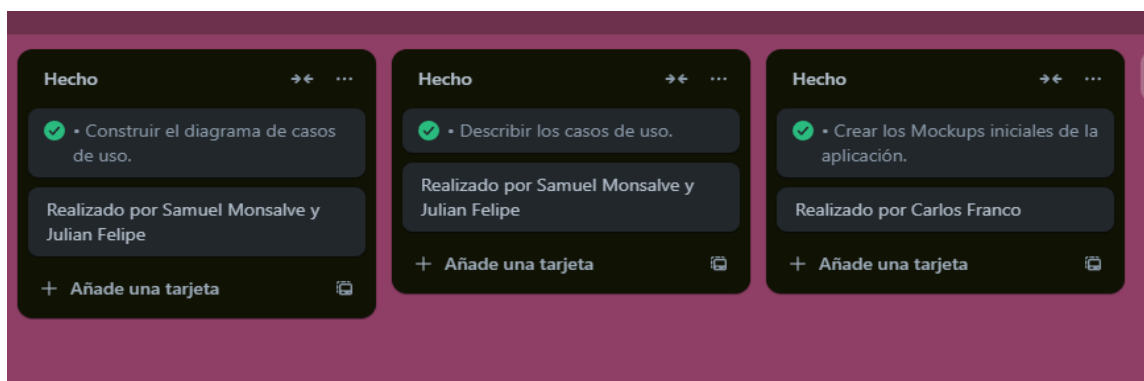 Hecho
• Construir el diagrama de casos
de uso.
Realizado por Samuel Monsalve y
Julian Felipe
+ Añade una tarjeta
Hecho
• Describir los casos de uso.
Realizado por Samuel Monsalve y
Julian Felipe
+ Añade una tarjeta
Hecho
• Crear los Mockups iniciales de la
aplicación.
Realizado por Carlos Franco
+ Añade una tarjeta